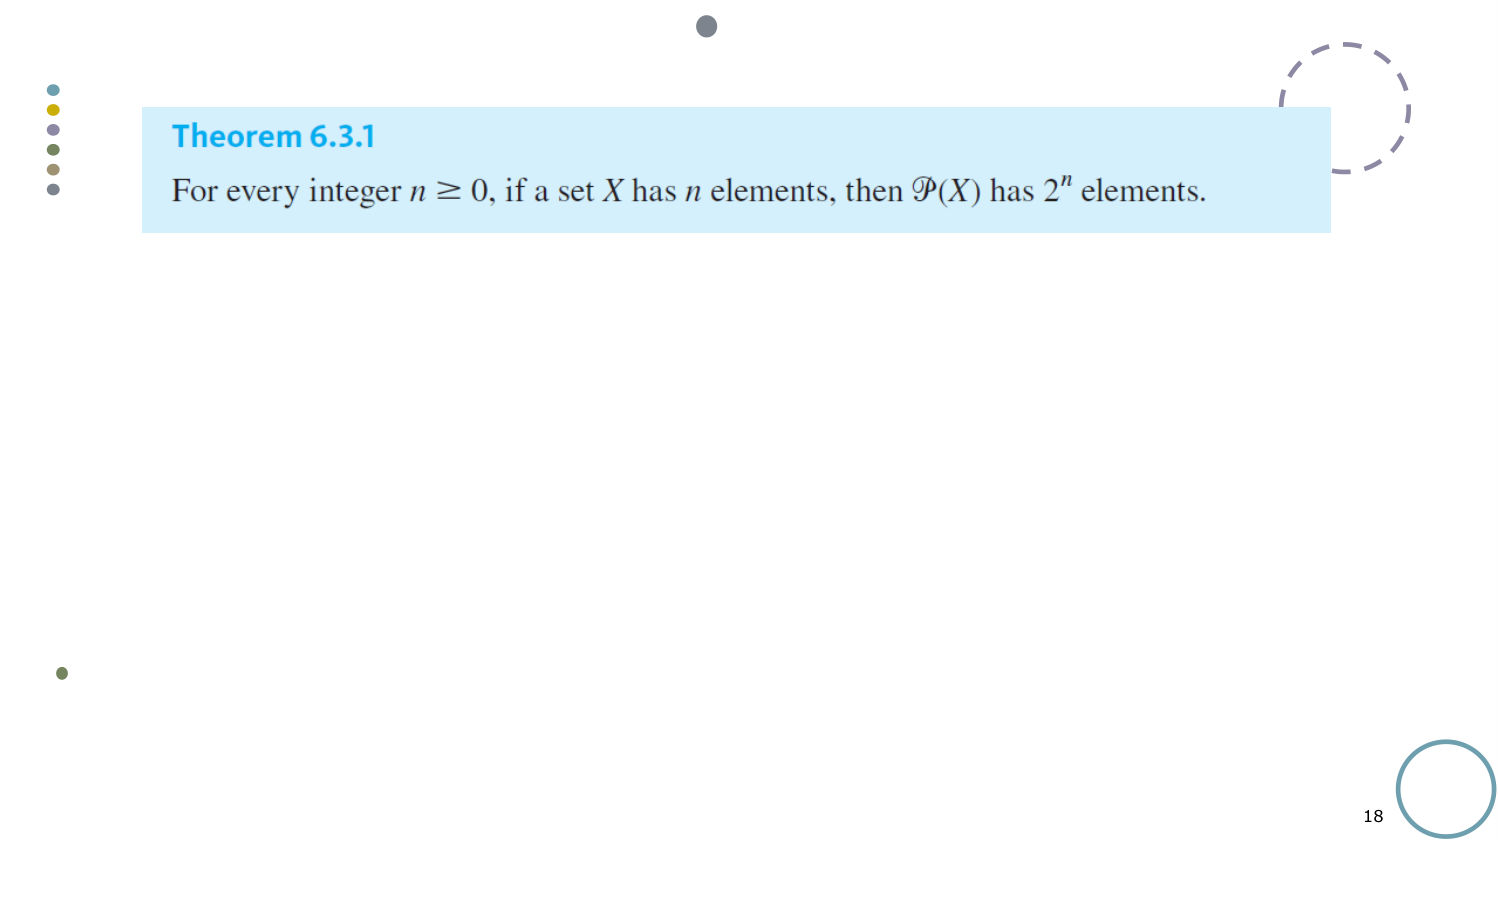 Theorem 6.3.1
For every integer n ≥ 0, if a set X has n elements, then 𝒫(X) has 2ⁿ elements.
18